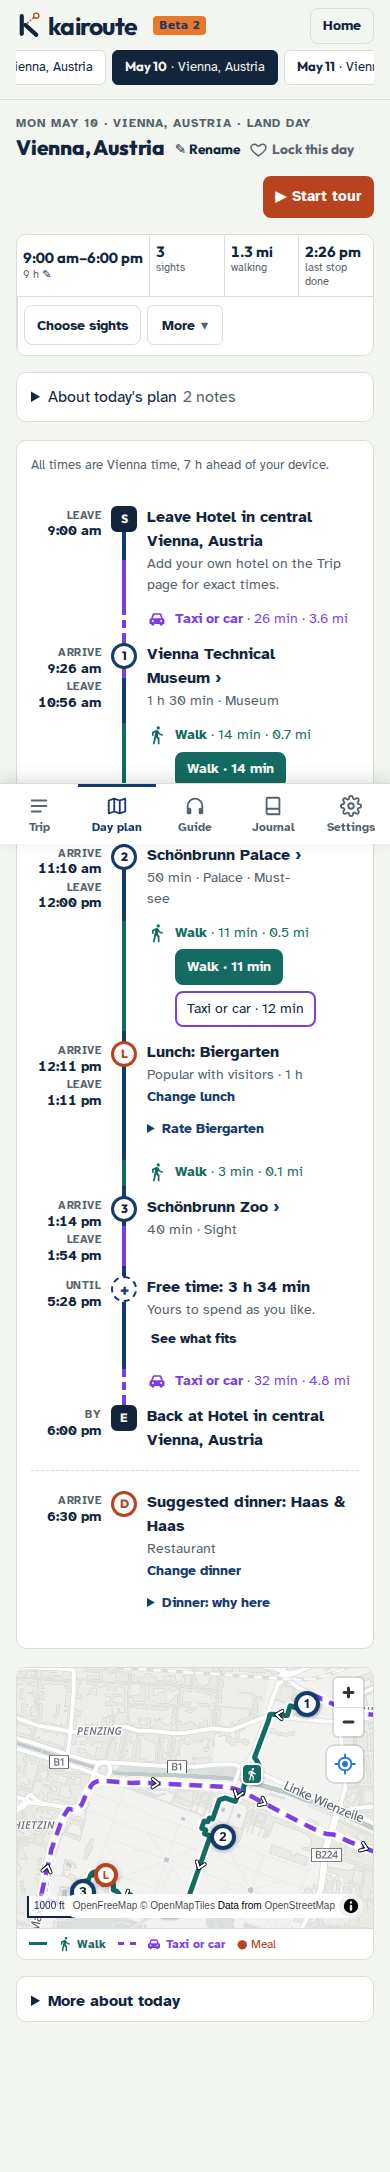 kairoute Beta 2 Home
ienna, Austria May 10 · Vienna, Austria May 11 · Vienn
MON MAY 10 · VIENNA, AUSTRIA · LAND DAY
Vienna, Austria ✎ Rename Lock this day
▶ Start tour
9:00 am–6:00 pm
9 h ✎
3
sights
1.3 mi
walking
2:26 pm
last stop
done
Choose sights
More ▾
▶ About today's plan 2 notes
All times are Vienna time, 7 h ahead of your device.
LEAVE
9:00 am
S
Leave Hotel in central
Vienna, Austria
Add your own hotel on the Trip
page for exact times.
Taxi or car · 26 min · 3.6 mi
ARRIVE
9:26 am
LEAVE
10:56 am
1
Vienna Technical
Museum ›
1 h 30 min · Museum
Walk · 14 min · 0.7 mi
Walk · 14 min
Trip
Day plan
Guide
Journal
Settings
ARRIVE
11:10 am
LEAVE
12:00 pm
2
Schönbrunn Palace ›
50 min · Palace · Must-
see
Walk · 11 min · 0.5 mi
Walk · 11 min
Taxi or car · 12 min
ARRIVE
12:11 pm
LEAVE
1:11 pm
L
Lunch: Biergarten
Popular with visitors · 1 h
Change lunch
▶ Rate Biergarten
Walk · 3 min · 0.1 mi
ARRIVE
1:14 pm
LEAVE
1:54 pm
3
Schönbrunn Zoo ›
40 min · Sight
UNTIL
5:28 pm
+
Free time: 3 h 34 min
Yours to spend as you like.
See what fits
Taxi or car · 32 min · 4.8 mi
BY
6:00 pm
E
Back at Hotel in central
Vienna, Austria
ARRIVE
6:30 pm
D
Suggested dinner: Haas &
Haas
Restaurant
Change dinner
▶ Dinner: why here
1
+
−
PENZING
B1
B1
Linke Wienzeile
HIETZIN
2
B224
L
3
1000 ft
OpenFreeMap © OpenMapTiles Data from OpenStreetMap
Walk
Taxi or car
Meal
▶ More about today